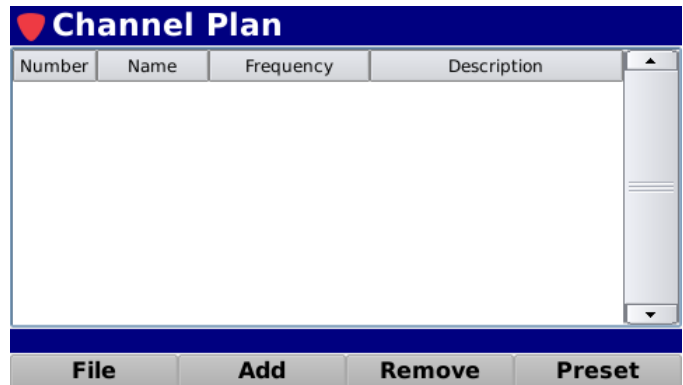 Channel Plan
Number Name Frequency Description
File Add Remove Preset